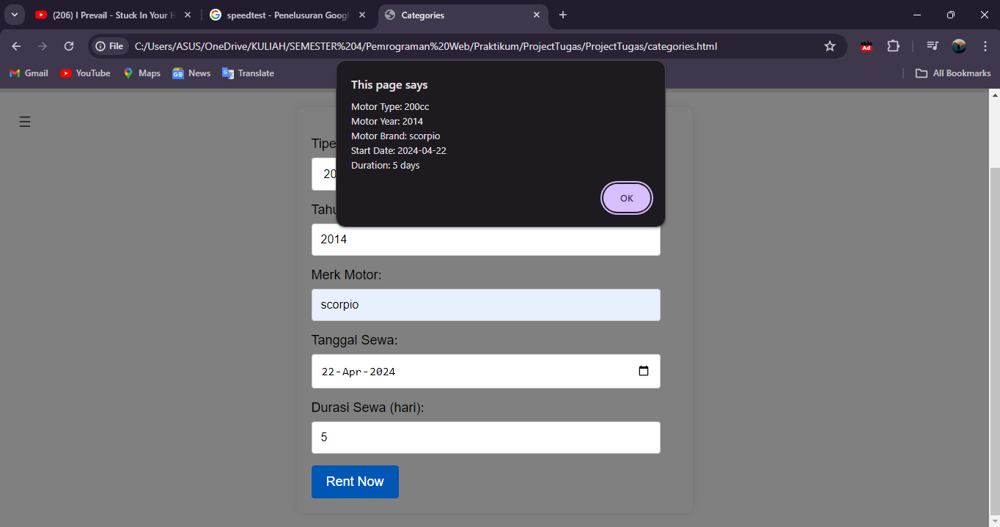 (206) I Prevail - Stuck In Your H
speedtest - Penelusuran Googl
Categories
File
C:/Users/ASUS/OneDrive/KULIAH/SEMESTER%204/Pemrograman%20Web/Praktikum/ProjectTugas/ProjectTugas/categories.html
skip
Ad
Gmail
YouTube
Maps
News
Translate
All Bookmarks
This page says
Motor Type: 200cc
Motor Year: 2014
Motor Brand: scorpio
Start Date: 2024-04-22
Duration: 5 days
OK
Tipe
20
Tahu
2014
Merk Motor:
scorpio
Tanggal Sewa:
22-Apr-2024
Durasi Sewa (hari):
5
Rent Now